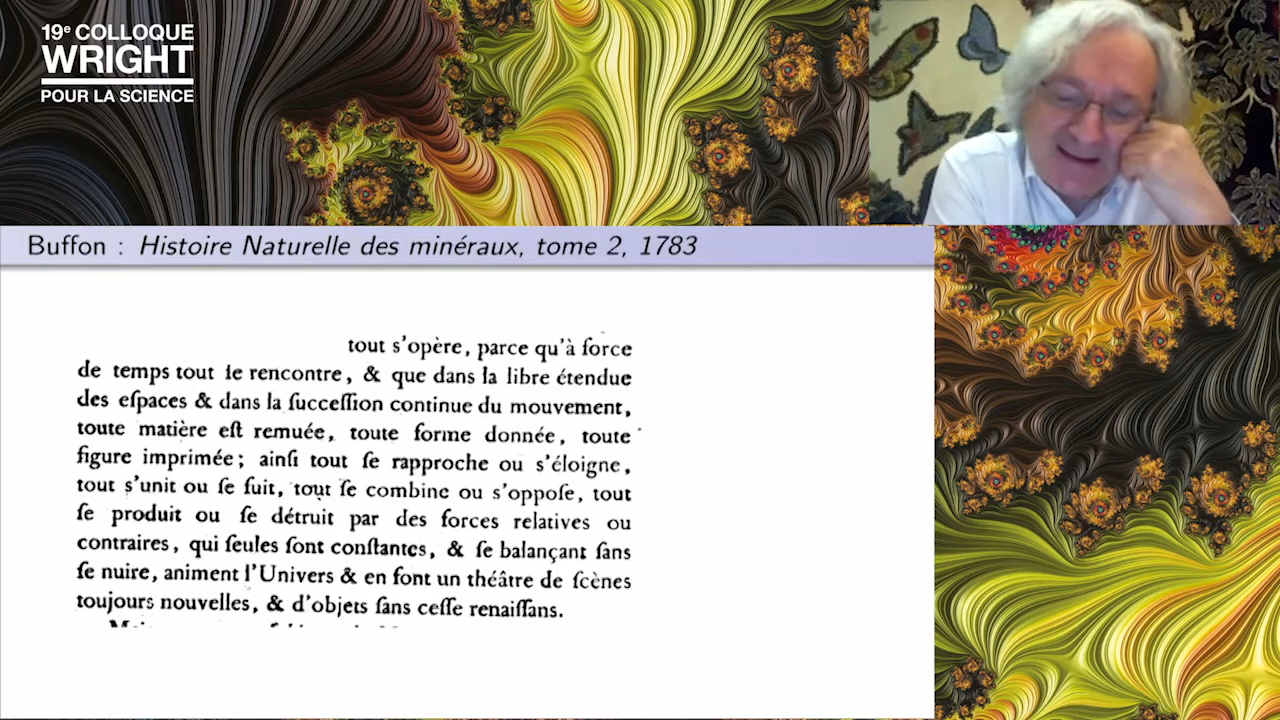 19e COLLOQUE
WRIGHT
POUR LA SCIENCE
Buffon : Histoire Naturelle des minéraux, tome 2, 1783
tout s'opère, parce qu'à force
de temps tout ſe rencontre, & que dans la libre étendue
des eſpaces & dans la ſucceſſion continue du mouvement,
toute matière eſt remuée, toute forme donnée, toute
figure imprimée; ainſi tout ſe rapproche ou s'éloigne,
tout s'unit ou ſe fuit, tout ſe combine ou s'oppoſe, tout
ſe produit ou ſe détruit par des forces relatives ou
contraires, qui ſeules ſont conſtantes, & ſe balançant ſans
ſe nuire, animent l'Univers & en font un théâtre de ſcènes
toujours nouvelles, & d'objets ſans ceſſe renaiſſans.